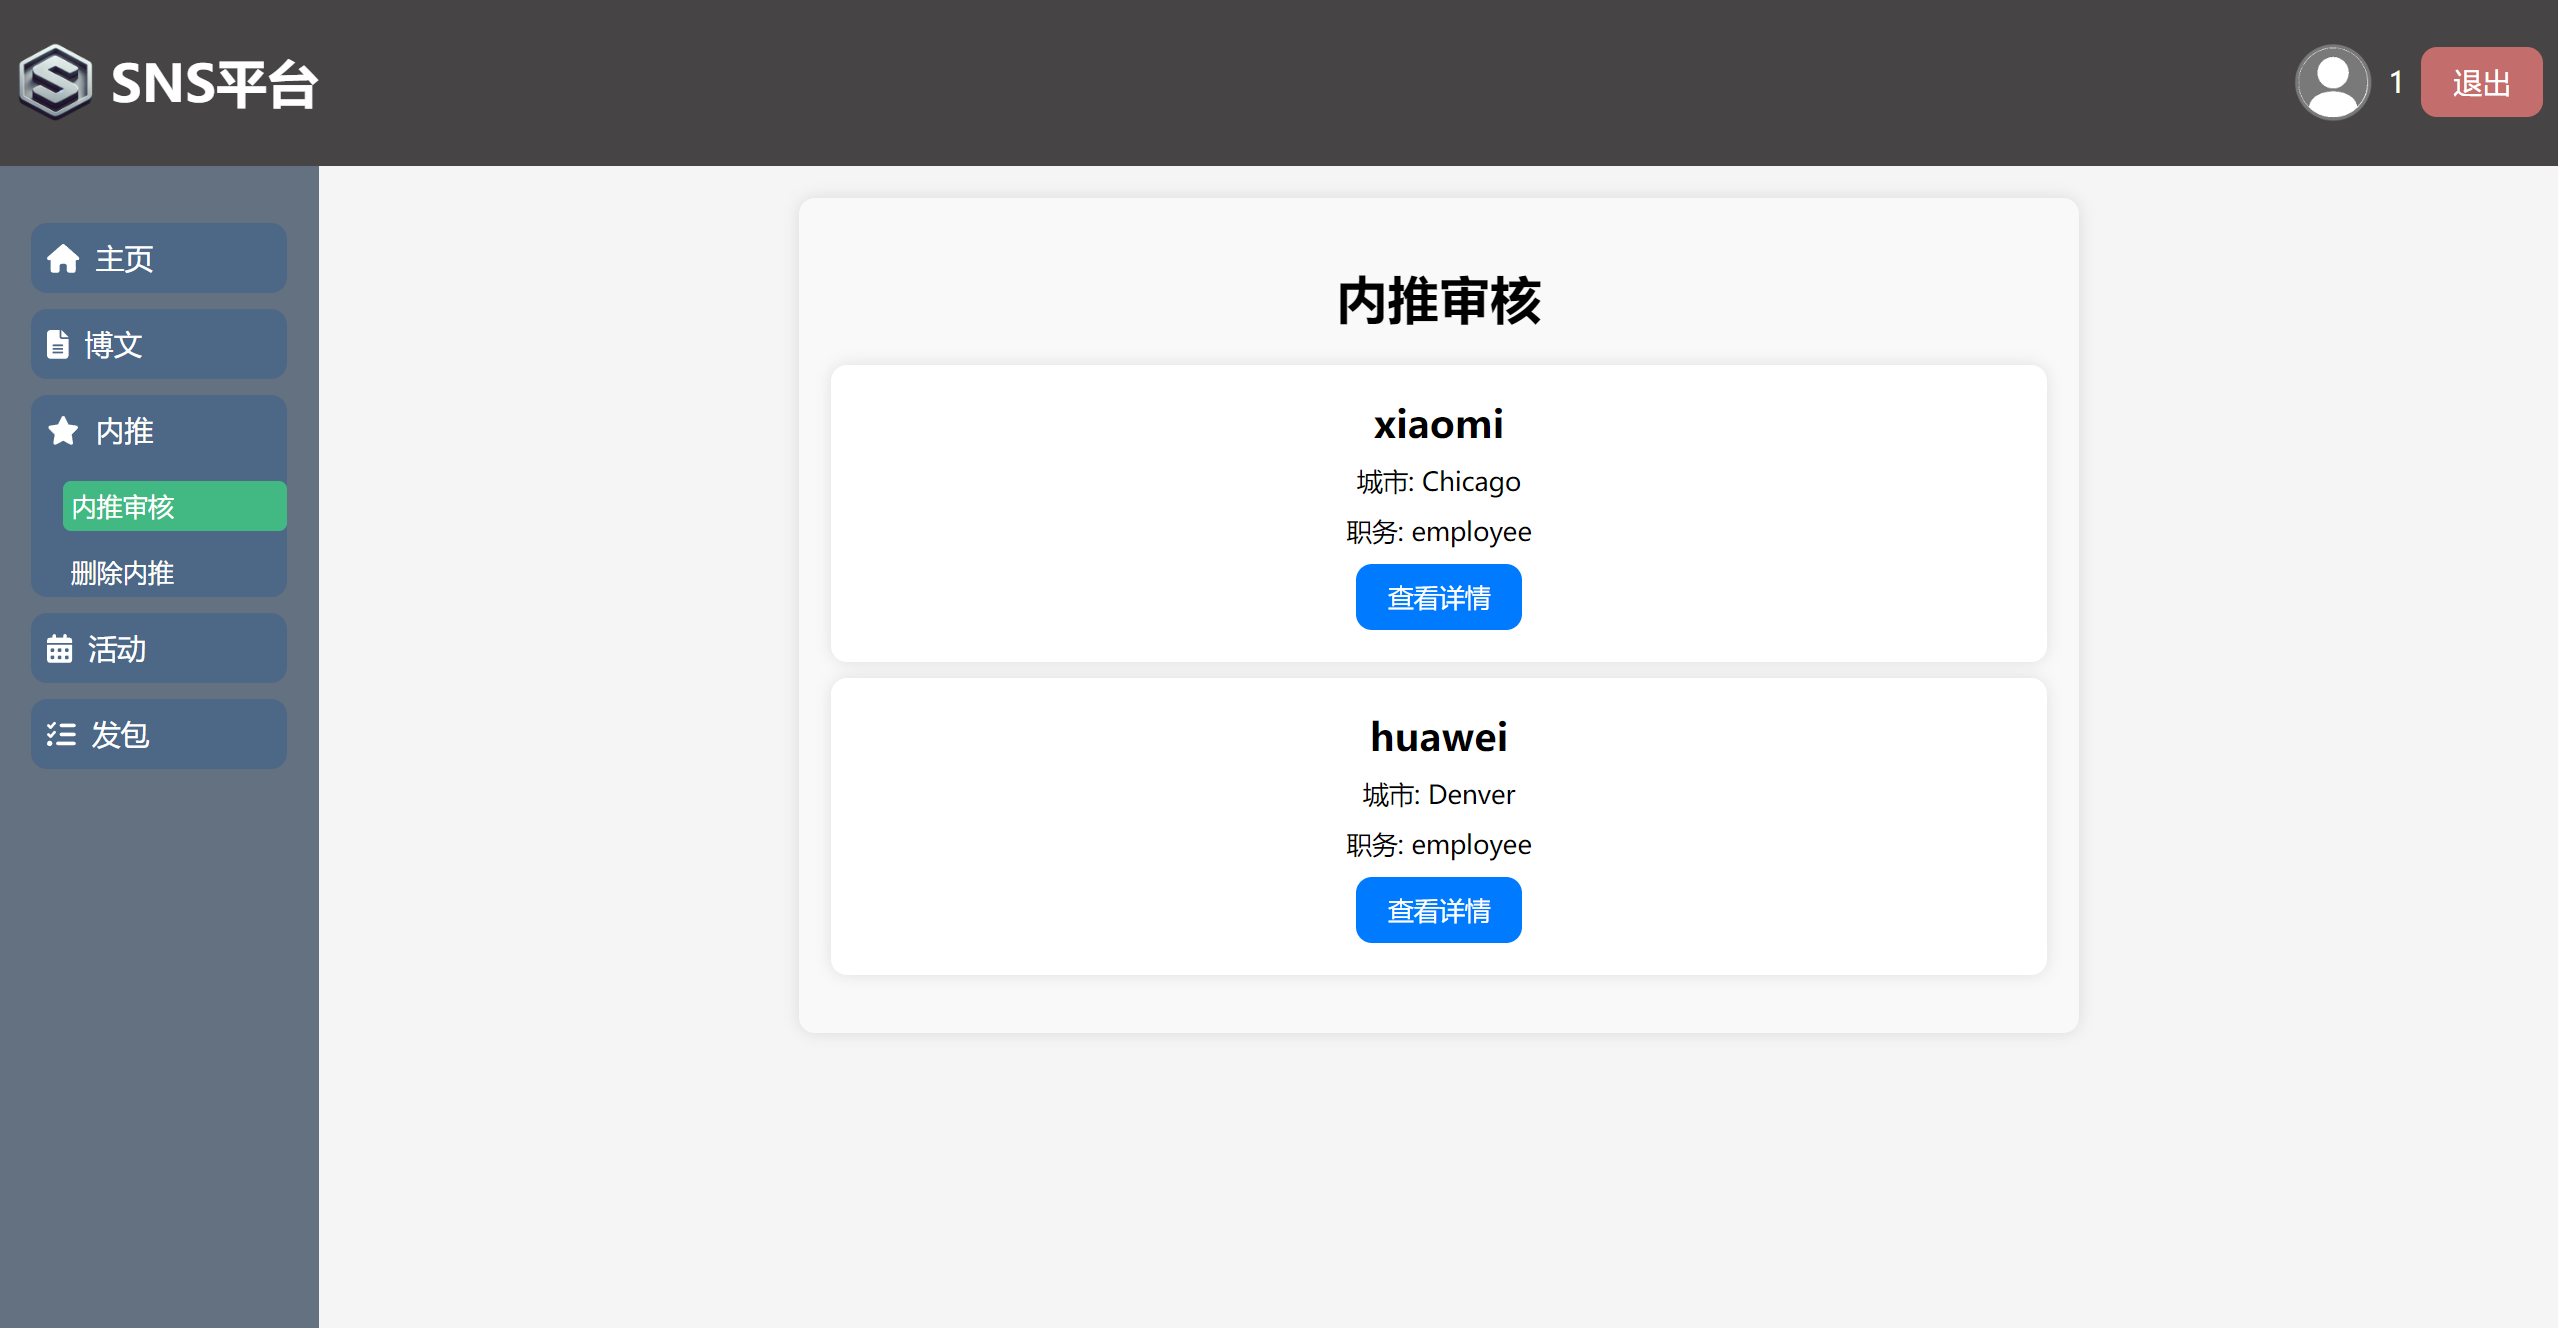 SNS平台
1
退出
主页
博文
内推
内推审核
删除内推
活动
发包
内推审核
xiaomi
城市: Chicago
职务: employee
查看详情
huawei
城市: Denver
职务: employee
查看详情